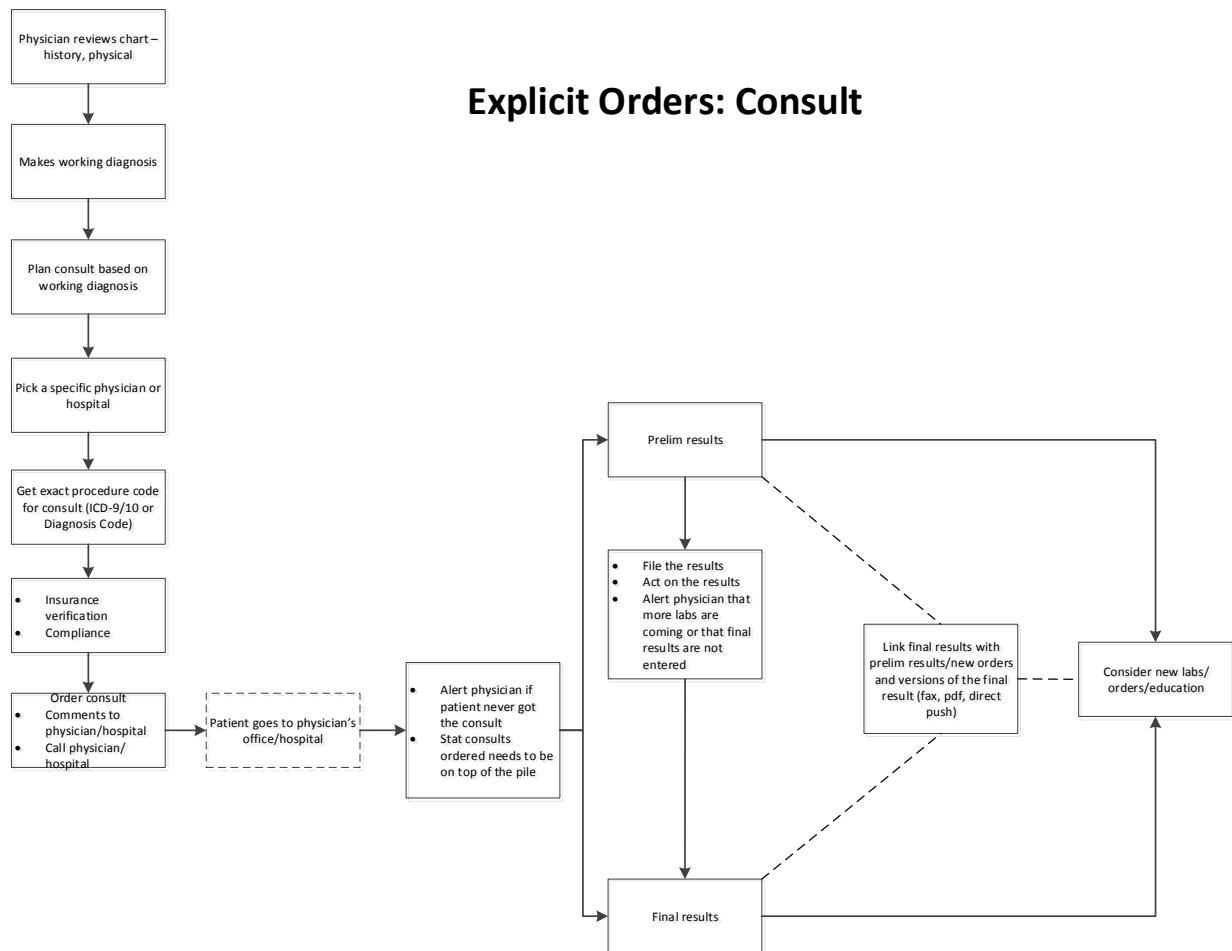 Explicit Orders: Consult
Physician reviews chart –
history, physical
Makes working diagnosis
Plan consult based on
working diagnosis
Pick a specific physician or
hospital
Get exact procedure code
for consult (ICD-9/10 or
Diagnosis Code)
• Insurance
verification
• Compliance
Order consult
• Comments to
physician/hospital
• Call physician/
hospital
Patient goes to physician's
office/hospital
• Alert physician if
patient never got
the consult
• Stat consults
ordered needs to be
on top of the pile
Prelim results
• File the results
• Act on the results
• Alert physician that
more labs are
coming or that final
results are not
entered
Final results
Link final results with
prelim results/new orders
and versions of the final
result (fax, pdf, direct
push)
Consider new labs/
orders/education